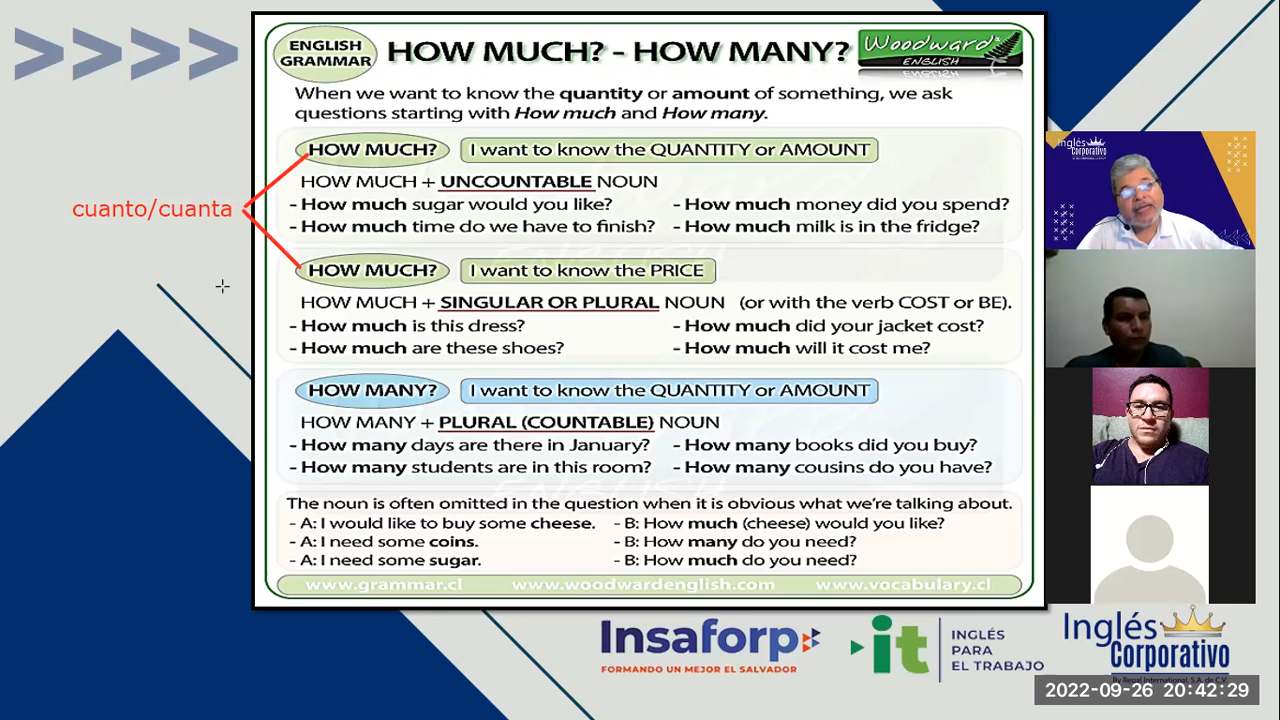 >>>>
ENGLISH
GRAMMAR
HOW MUCH? - HOW MANY?
Woodward
ENGLISH
When we want to know the quantity or amount of something, we ask
questions starting with How much and How many.
HOW MUCH? I want to know the QUANTITY or AMOUNT
HOW MUCH + UNCOUNTABLE NOUN
- How much sugar would you like? - How much money did you spend?
- How much time do we have to finish? - How much milk is in the fridge?
cuanto/cuanta
HOW MUCH? I want to know the PRICE
HOW MUCH + SINGULAR OR PLURAL NOUN (or with the verb COST or BE).
- How much is this dress? - How much did your jacket cost?
- How much are these shoes? - How much will it cost me?
HOW MANY? I want to know the QUANTITY or AMOUNT
HOW MANY + PLURAL (COUNTABLE) NOUN
- How many days are there in January? - How many books did you buy?
- How many students are in this room? - How many cousins do you have?
The noun is often omitted in the question when it is obvious what we're talking about.
- A: I would like to buy some cheese. - B: How much (cheese) would you like?
- A: I need some coins. - B: How many do you need?
- A: I need some sugar. - B: How much do you need?
www.grammar.cl www.woodwardenglish.com www.vocabulary.cl
Inglés
Corporativo
Insaforp
FORMANDO UN MEJOR EL SALVADOR
it
INGLÉS
PARA
EL TRABAJO
Inglés
Corporativo
By Regal International, S.A. de C.V.
2022-09-26 20:42:29